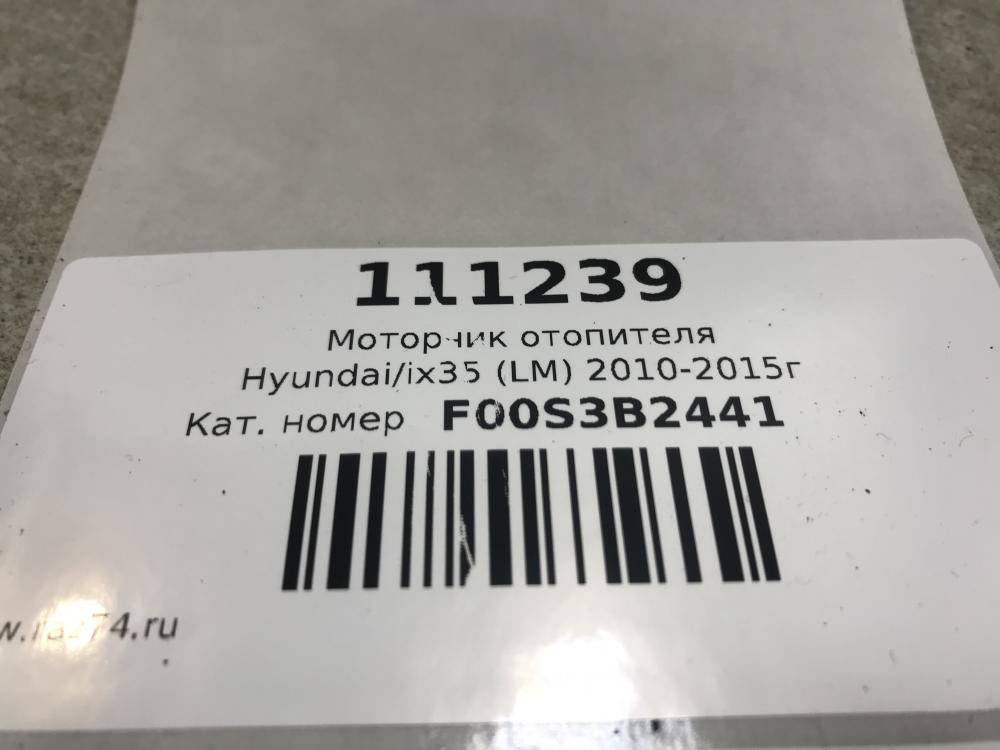 111239
Моторчик отопителя
Hyundai/ix35 (LM) 2010-2015г
Кат. номер F00S3B2441